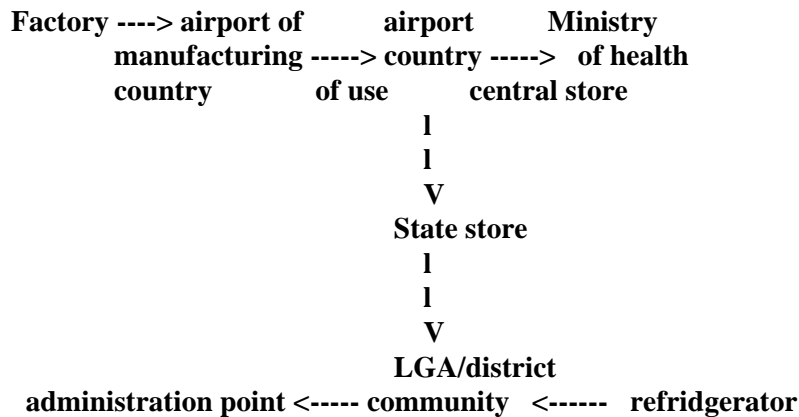 Factory ----> airport of airport Ministry
manufacturing -----> country -----> of health
country of use central store
l
l
V
State store
l
l
V
LGA/district
administration point <----- community <------ refridgerator